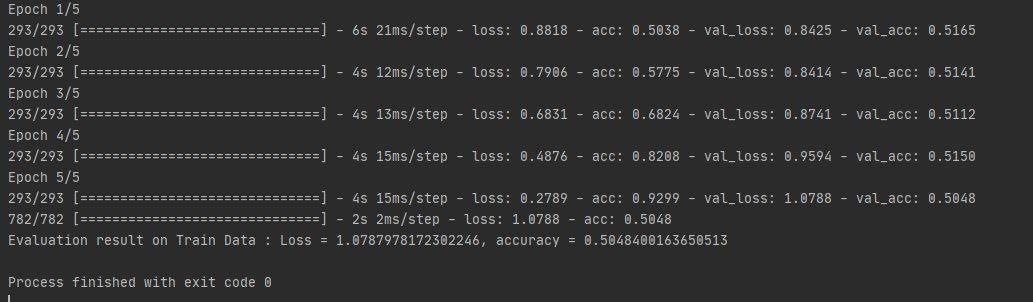 Epoch 1/5
293/293 [==============================] - 6s 21ms/step - loss: 0.8818 - acc: 0.5038 - val_loss: 0.8425 - val_acc: 0.5165
Epoch 2/5
293/293 [==============================] - 4s 12ms/step - loss: 0.7906 - acc: 0.5775 - val_loss: 0.8414 - val_acc: 0.5141
Epoch 3/5
293/293 [==============================] - 4s 13ms/step - loss: 0.6831 - acc: 0.6824 - val_loss: 0.8741 - val_acc: 0.5112
Epoch 4/5
293/293 [==============================] - 4s 15ms/step - loss: 0.4876 - acc: 0.8208 - val_loss: 0.9594 - val_acc: 0.5150
Epoch 5/5
293/293 [==============================] - 4s 15ms/step - loss: 0.2789 - acc: 0.9299 - val_loss: 1.0788 - val_acc: 0.5048
782/782 [==============================] - 2s 2ms/step - loss: 1.0788 - acc: 0.5048
Evaluation result on Train Data : Loss = 1.0787978172302246, accuracy = 0.5048400163650513
Process finished with exit code 0